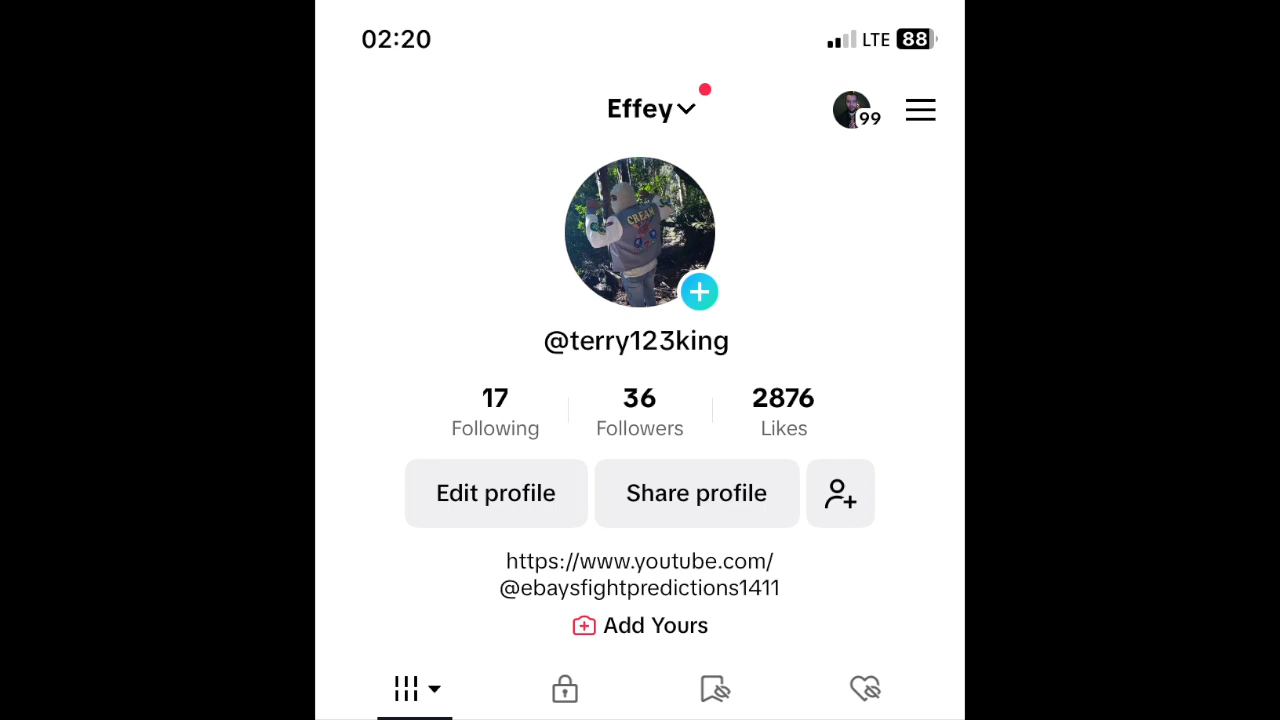 02:20 LTE 88
Effey
99
CREAM
@terry123king
17 36 2876
Following Followers Likes
Edit profile Share profile
https://www.youtube.com/
@ebaysfightpredictions1411
Add Yours